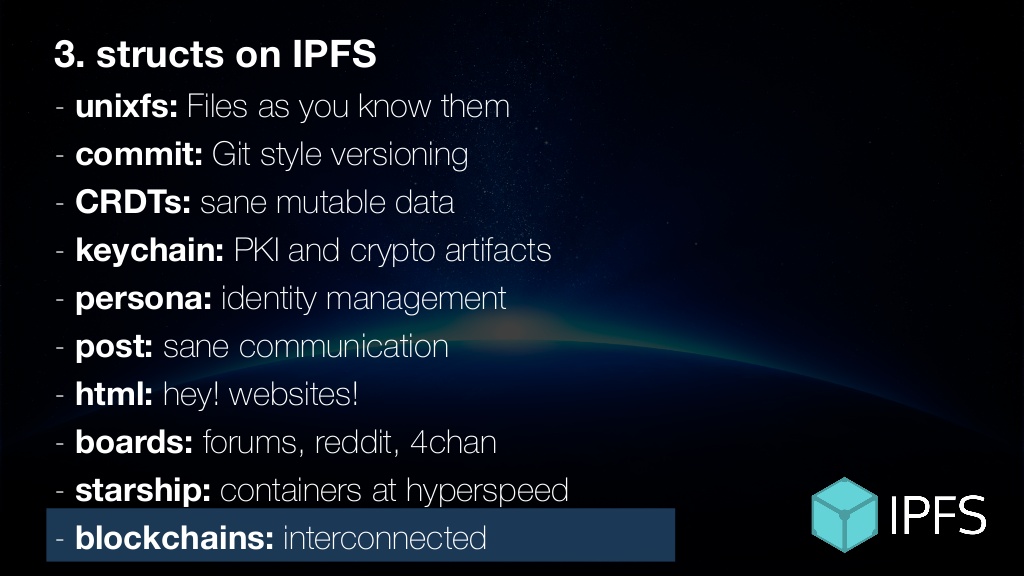 3. structs on IPFS
- unixfs: Files as you know them
- commit: Git style versioning
- CRDTs: sane mutable data
- keychain: PKI and crypto artifacts
- persona: identity management
- post: sane communication
- html: hey! websites!
- boards: forums, reddit, 4chan
- starship: containers at hyperspeed
- blockchains: interconnected
IPFS